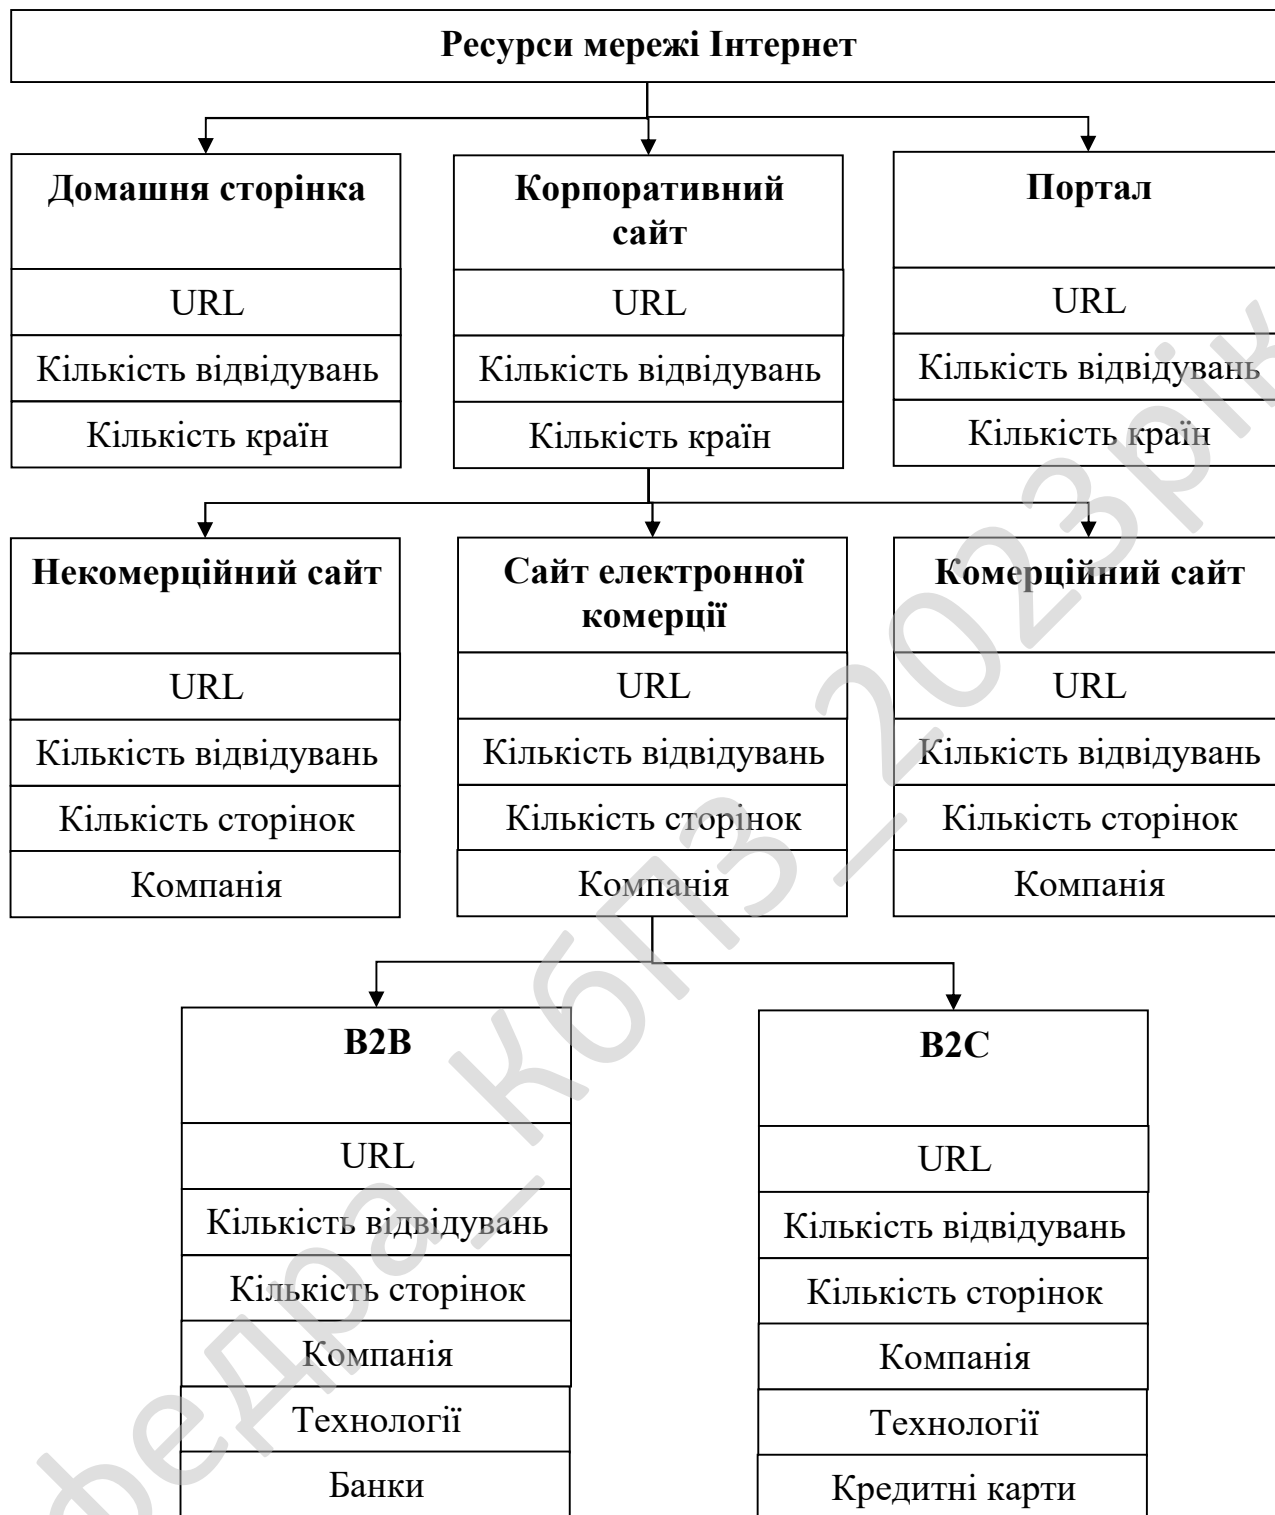 Ресурси мережі Інтернет
Домашня сторінка
URL
Кількість відвідувань
Кількість країн
Корпоративний
сайт
URL
Кількість відвідувань
Кількість країн
Портал
URL
Кількість відвідувань
Кількість країн
Некомерційний сайт
URL
Кількість відвідувань
Кількість сторінок
Компанія
Сайт електронної
комерції
URL
Кількість відвідувань
Кількість сторінок
Компанія
Комерційний сайт
URL
Кількість відвідувань
Кількість сторінок
Компанія
B2B
URL
Кількість відвідувань
Кількість сторінок
Компанія
Технології
Банки
B2C
URL
Кількість відвідувань
Кількість сторінок
Компанія
Технології
Кредитні карти
федра_КбПЗ_2023рік